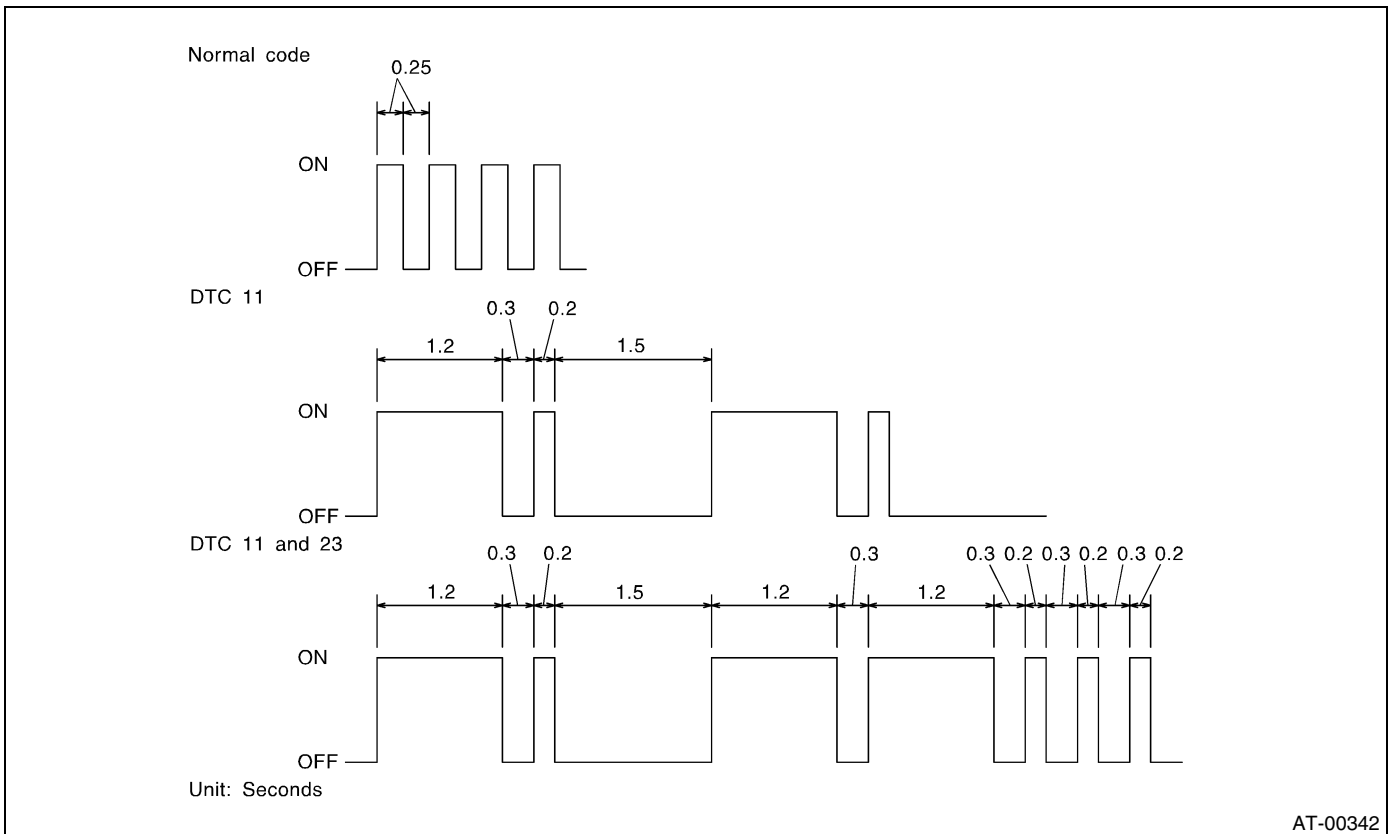 Normal code
0.25
ON
OFF
DTC 11
0.3 0.2
1.2 1.5
ON
OFF
DTC 11 and 23
0.3 0.2 0.3 0.3 0.2 0.3 0.2 0.3 0.2
1.2 1.5 1.2 1.2
ON
OFF
Unit: Seconds
AT-00342